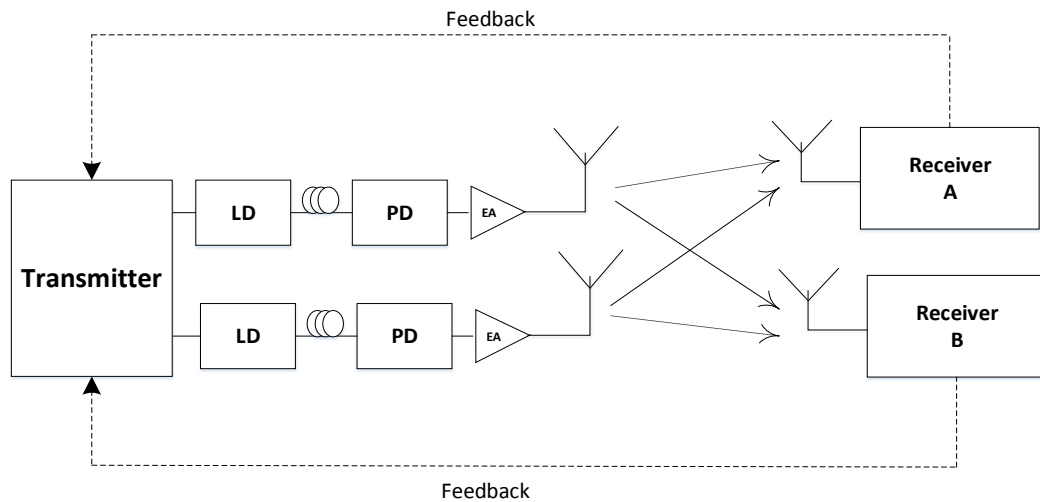 Feedback
Receiver
A
LD
PD
EA
Transmitter
LD
PD
EA
Receiver
B
Feedback